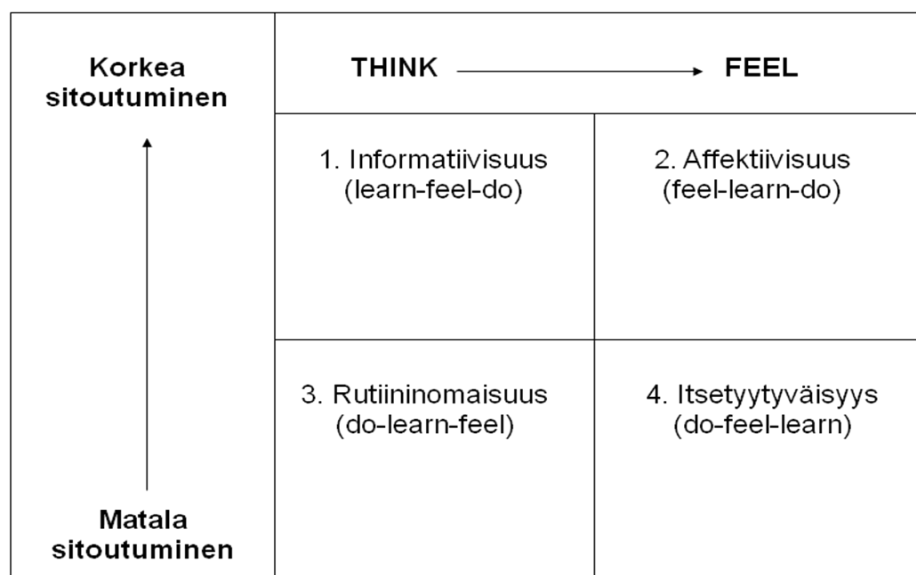 Korkea
sitoutuminen
THINK
FEEL
1. Informatiivisuus
(learn-feel-do)
2. Affektiivisuus
(feel-learn-do)
3. Rutiininomaisuus
(do-learn-feel)
4. Itsetyytyväisyys
(do-feel-learn)
Matala
sitoutuminen